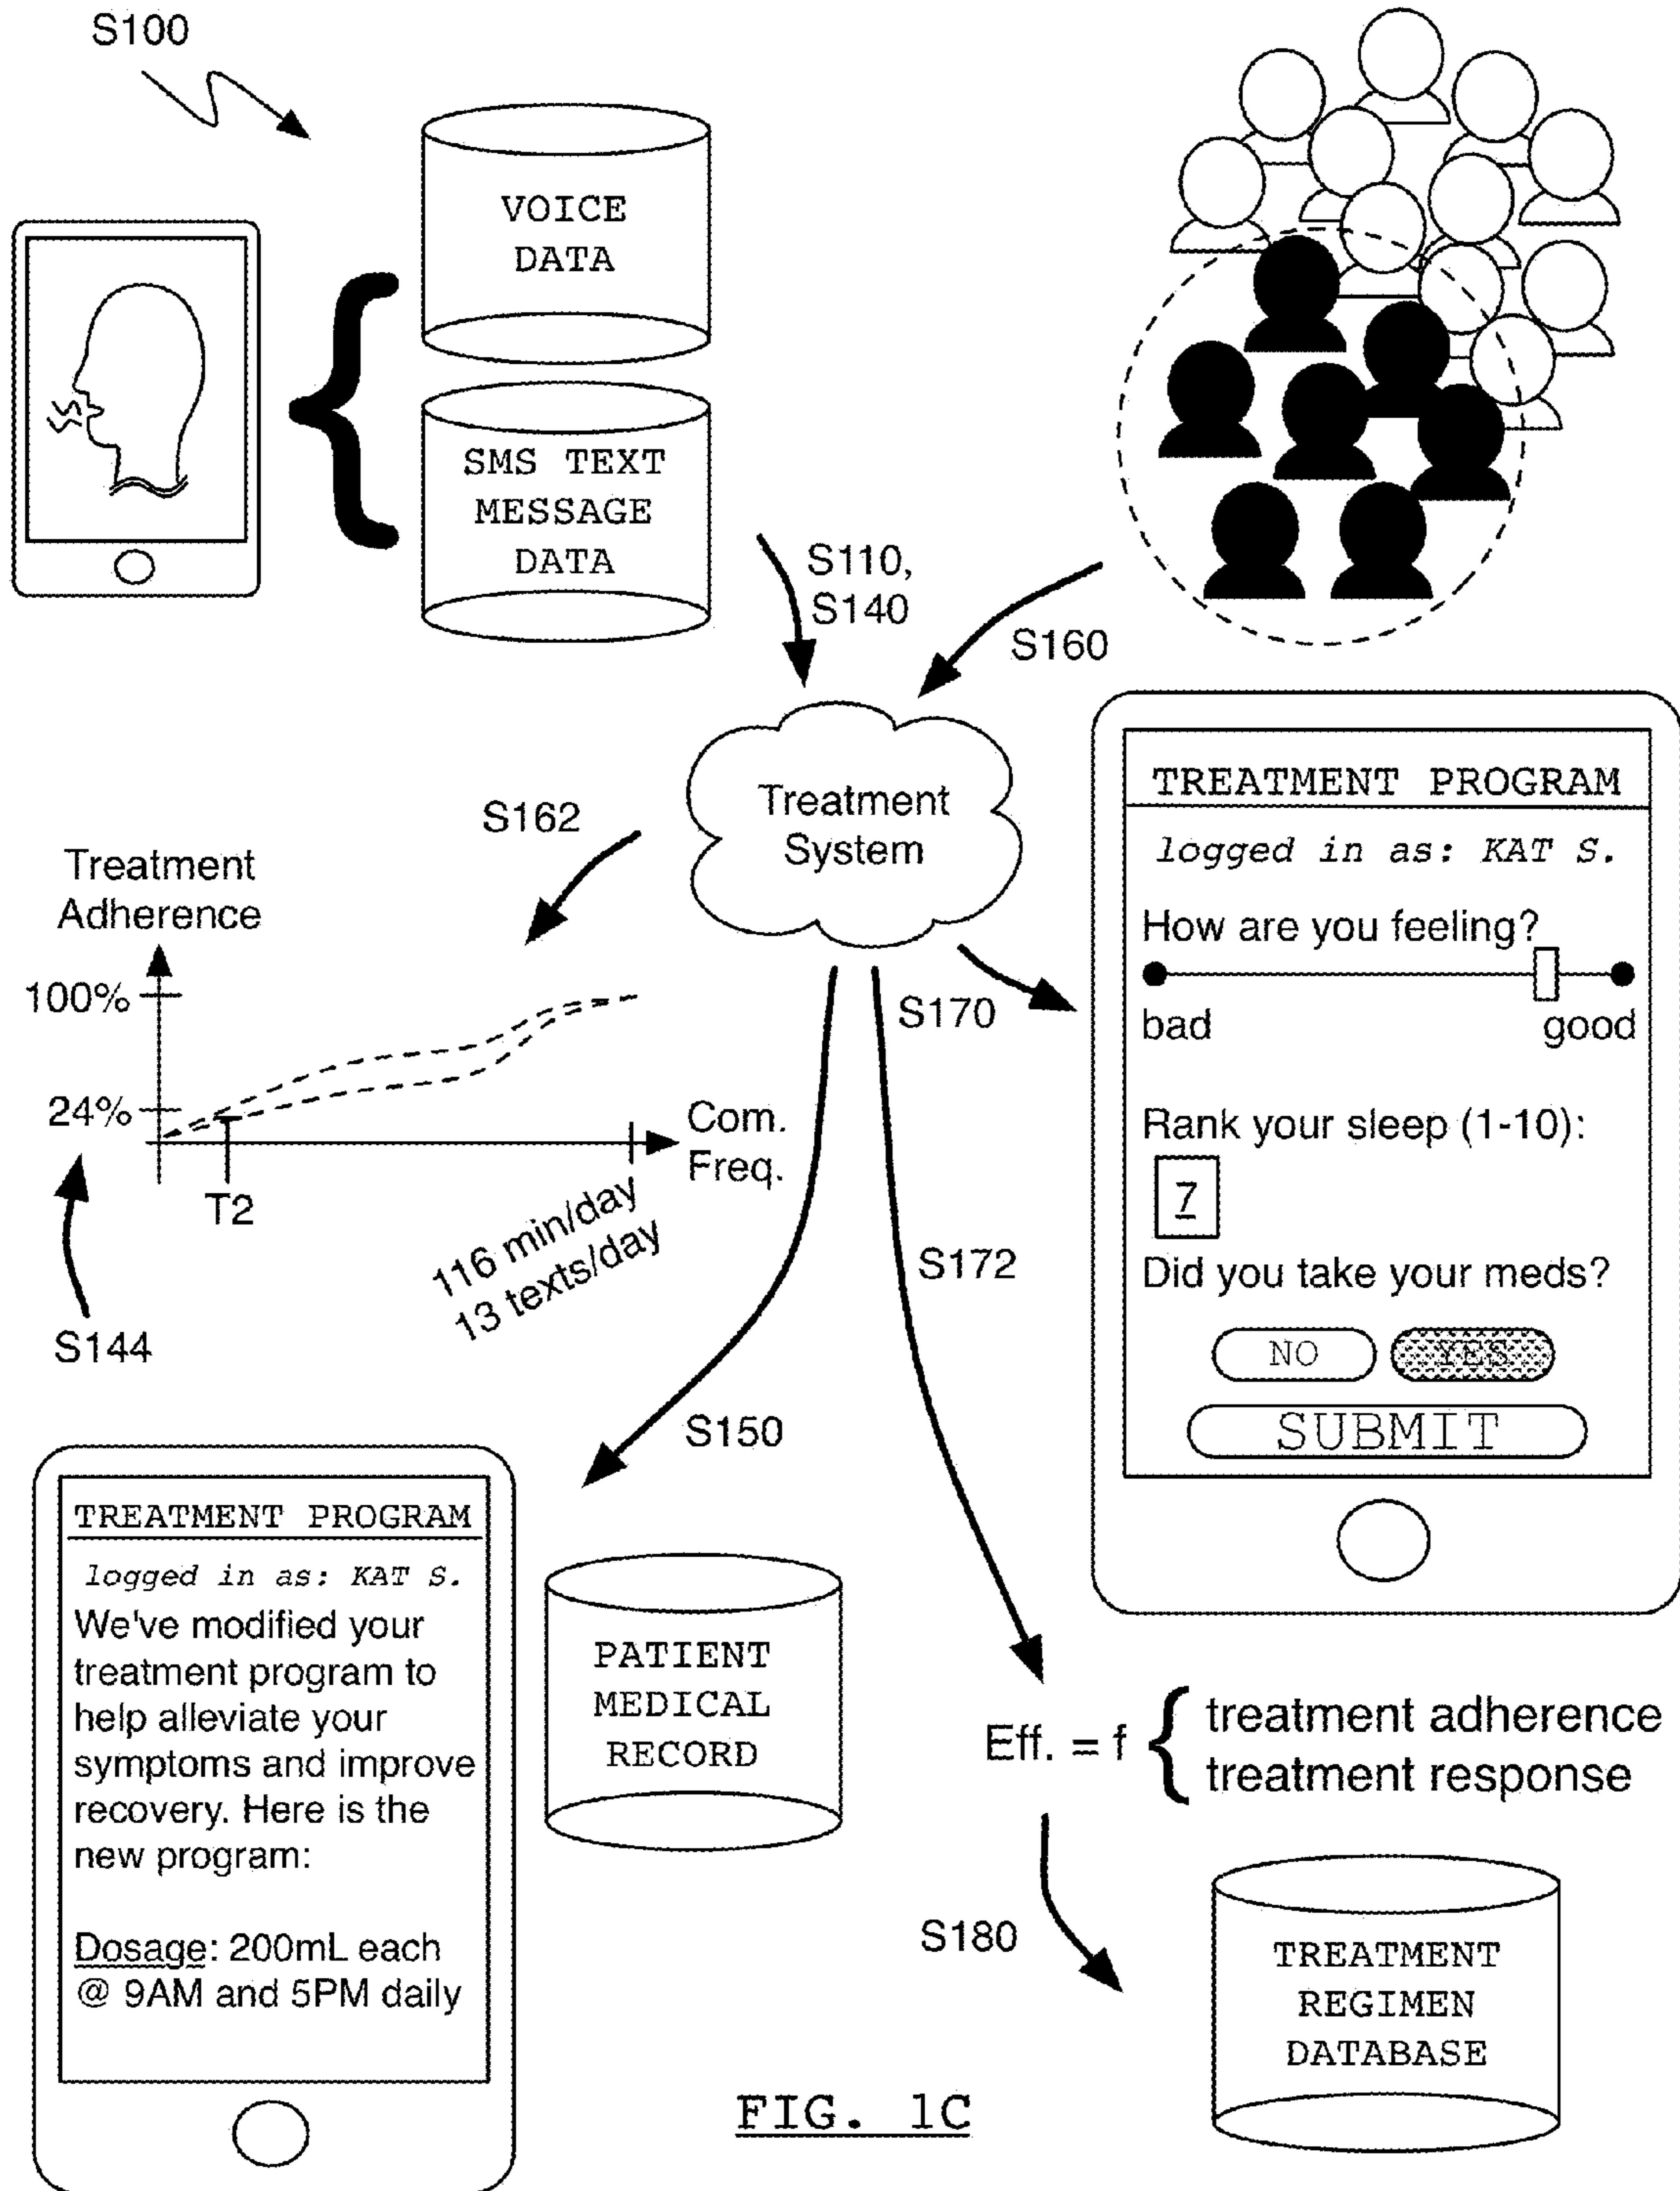 S100
VOICE
DATA
SMS TEXT
MESSAGE
DATA
S110,
S140
S160
Treatment
System
S162
Treatment
Adherence
100%
24%
T2
Com.
Freq.
116 min/day
13 texts/day
S144
S170
TREATMENT PROGRAM
logged in as: KAT S.
How are you feeling?
bad
good
Rank your sleep (1-10):
7
Did you take your meds?
NO
YES
SUBMIT
S172
S150
TREATMENT PROGRAM
logged in as: KAT S.
We've modified your
treatment program to
help alleviate your
symptoms and improve
recovery. Here is the
new program:
Dosage: 200mL each
@ 9AM and 5PM daily
PATIENT
MEDICAL
RECORD
Eff. = f { treatment adherence
treatment response
S180
TREATMENT
REGIMEN
DATABASE
FIG. 1C